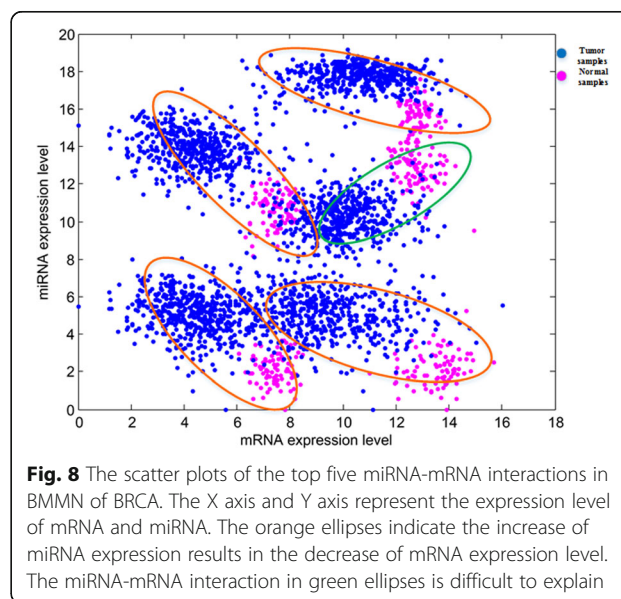 20
18
16
14
12
10
8
6
4
2
0
miRNA expression level
0 2 4 6 8 10 12 14 16 18
mRNA expression level
Tumor
samples
Normal
samples
Fig. 8 The scatter plots of the top five miRNA-mRNA interactions in
BMMN of BRCA. The X axis and Y axis represent the expression level
of mRNA and miRNA. The orange ellipses indicate the increase of
miRNA expression results in the decrease of mRNA expression level.
The miRNA-mRNA interaction in green ellipses is difficult to explain